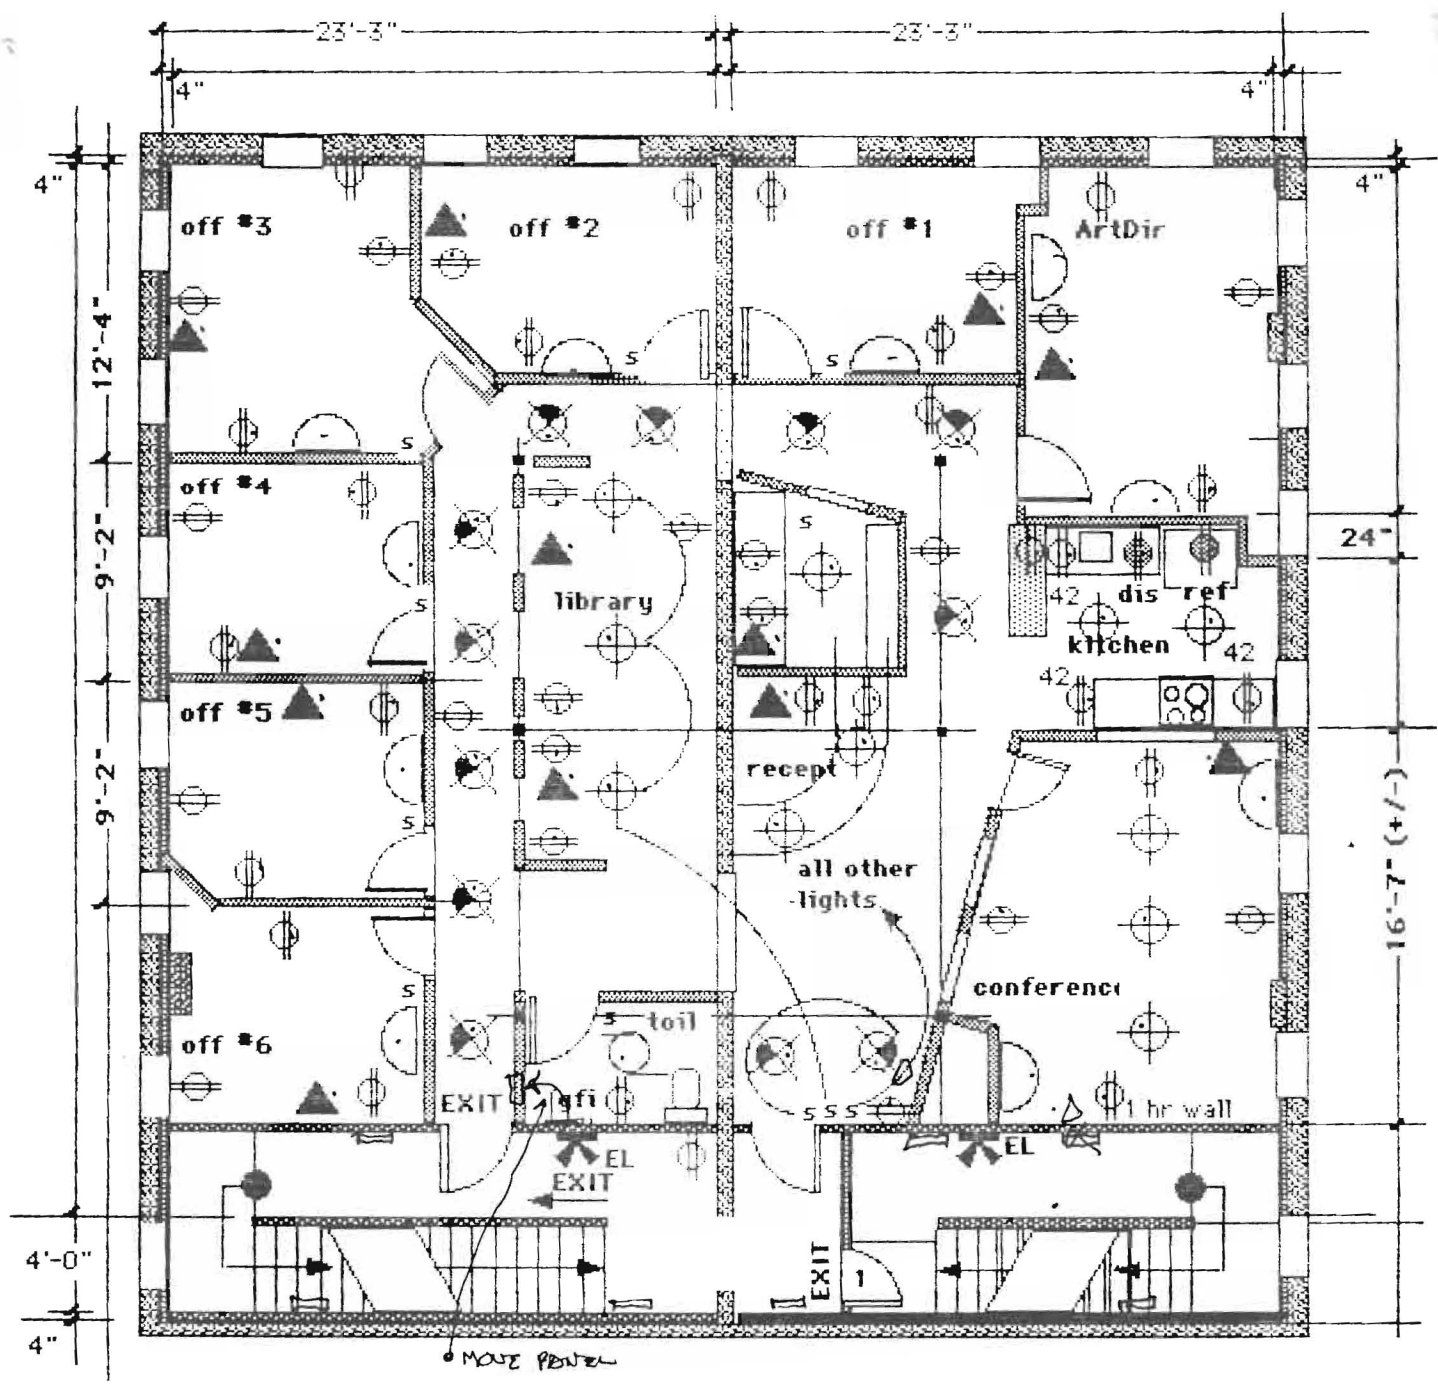 23'-3" 23'-3"
4" 4"
4" 4"
off #3 off #2 off #1 ArtDir
12'-4"
S S
S
off #4
S
9'-2"
24"
library
42 dis ref
kitchen
S
42 42
off #5
recept
9'-2"
S
16'-7" (+/-)
all other
lights
conference
S
S toil
off #6
EXIT gfi
S S S
1 hr wall
EL EL
EXIT
4'-0"
EXIT
1
4"
MOVE PANEL